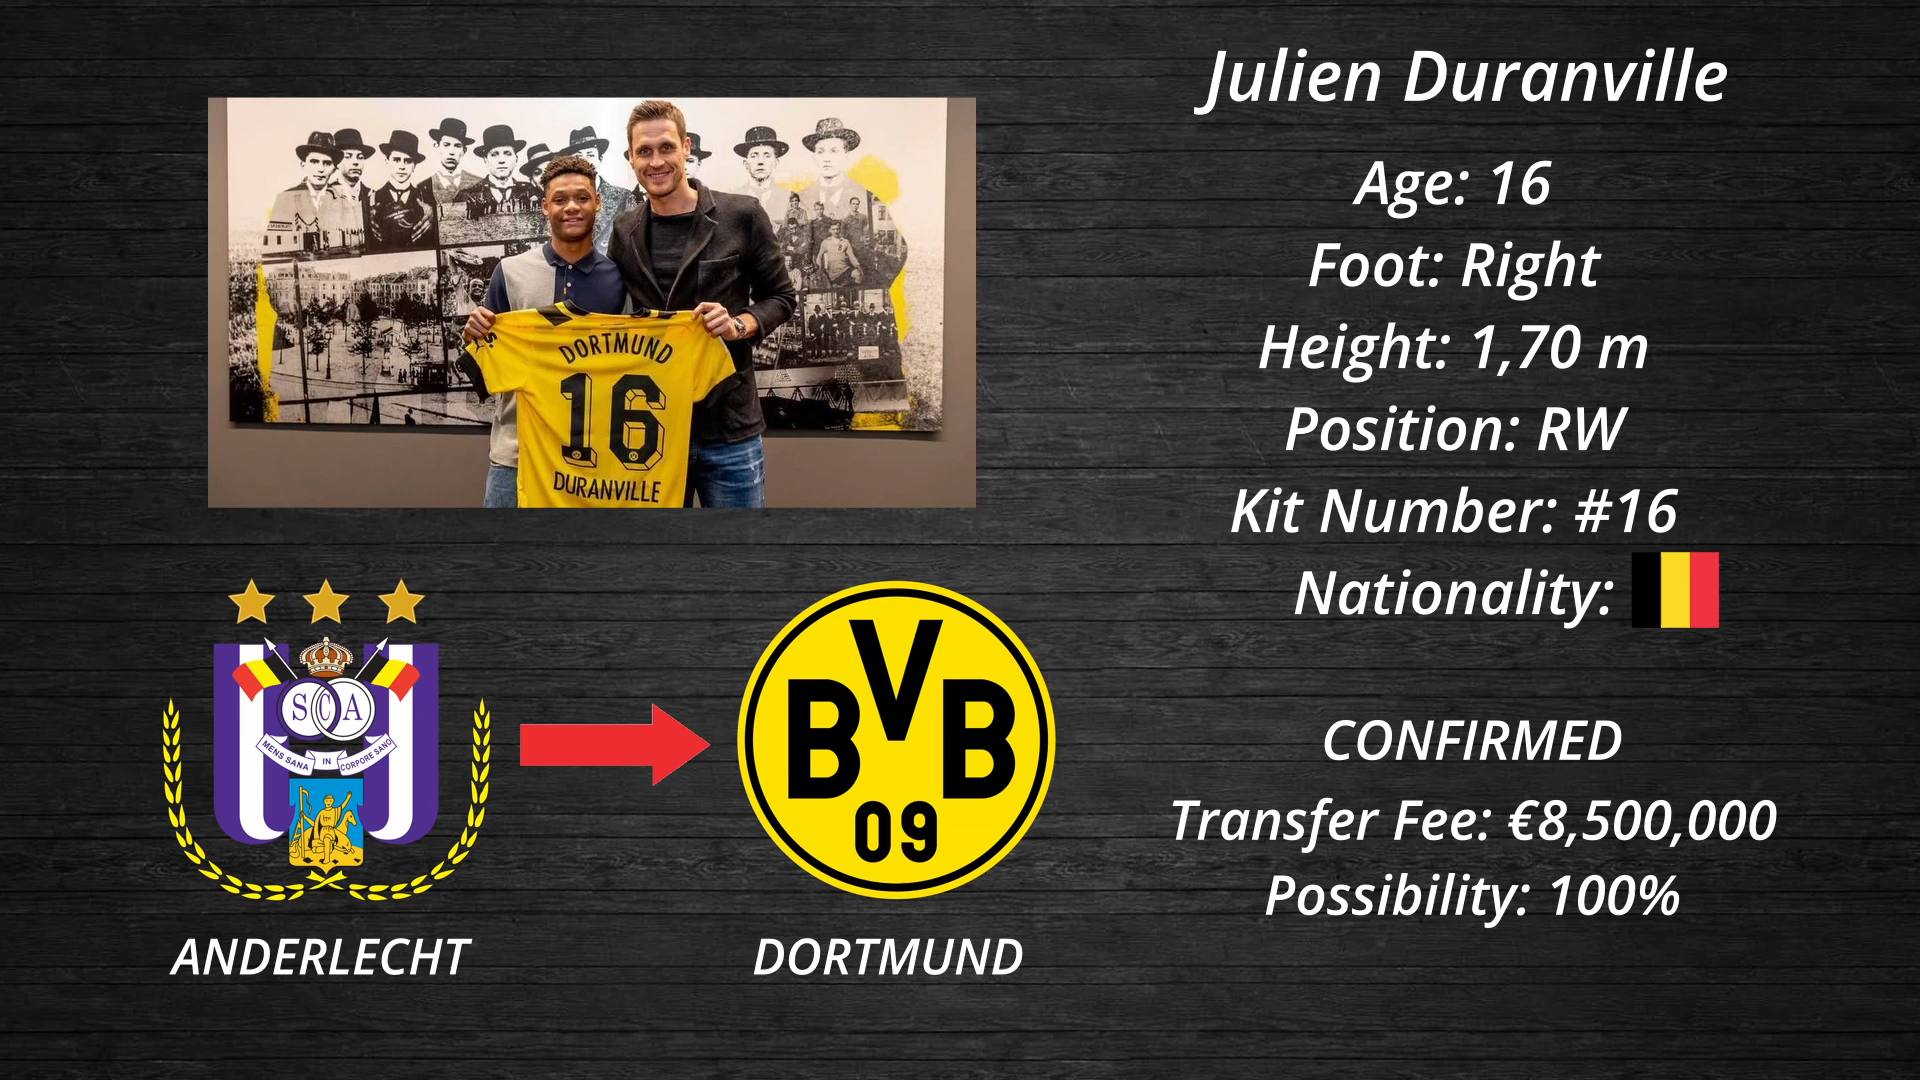 Julien Duranville
Age: 16
Foot: Right
Height: 1,70 m
Position: RW
Kit Number: #16
Nationality:
DORTMUND
16
DURANVILLE
SCA
MENS SANA IN CORPORE SANO
BVB
09
ANDERLECHT
DORTMUND
CONFIRMED
Transfer Fee: €8,500,000
Possibility: 100%